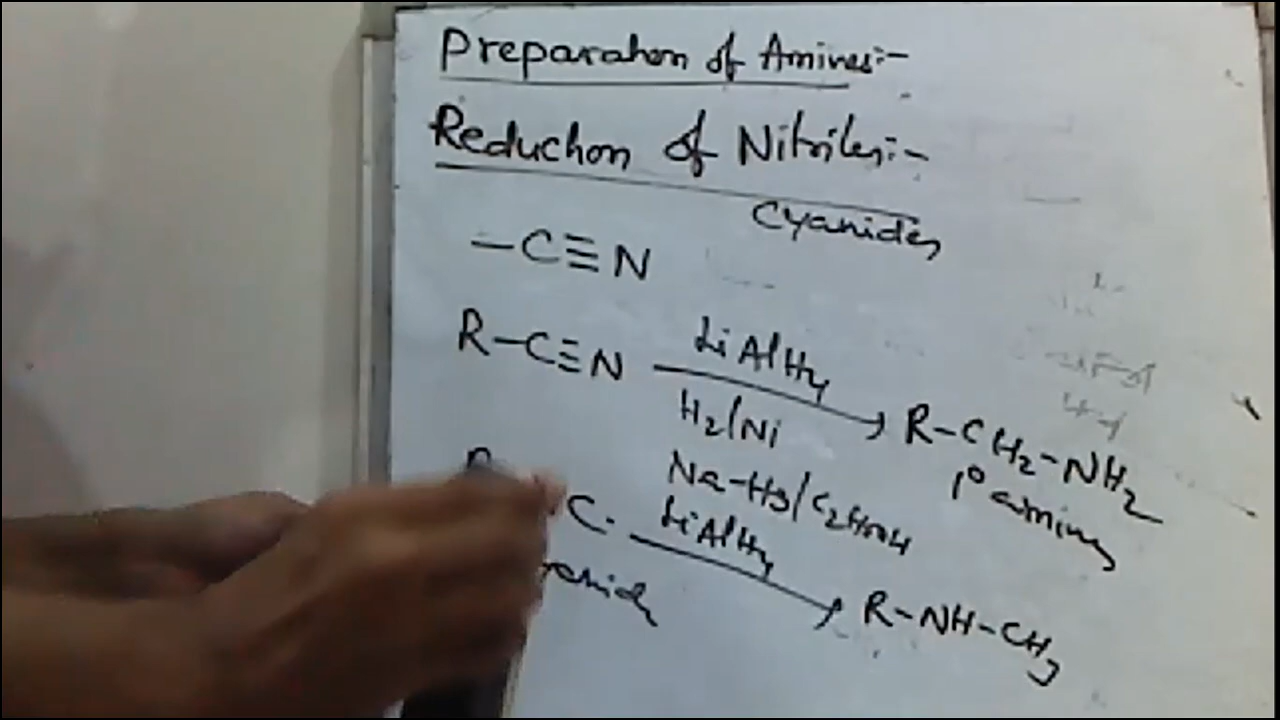 Preparation of Amines:-
Reduction of Nitriles:-
Cyanides
-C≡N
R-C≡N LiAlH4 R-CH2-NH2
H2/Ni 1° amines
Na-Hg/C2H5OH
R C LiAlH4 R-NH-CH3